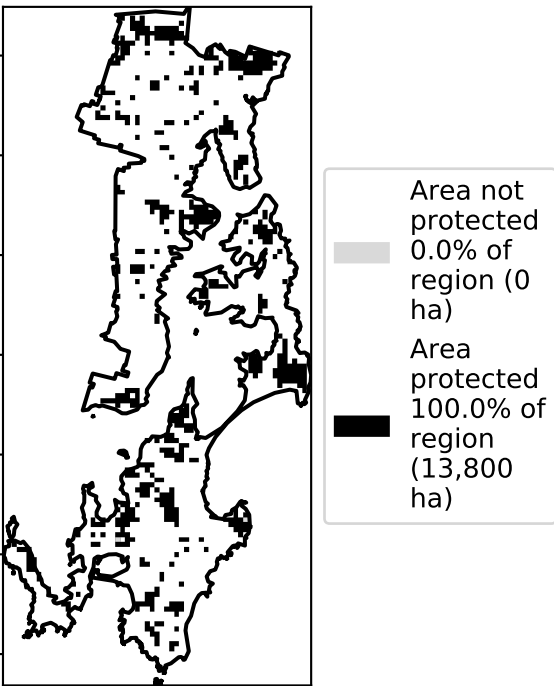 Area not
protected
0.0% of
region (0
ha)
Area
protected
100.0% of
region
(13,800
ha)